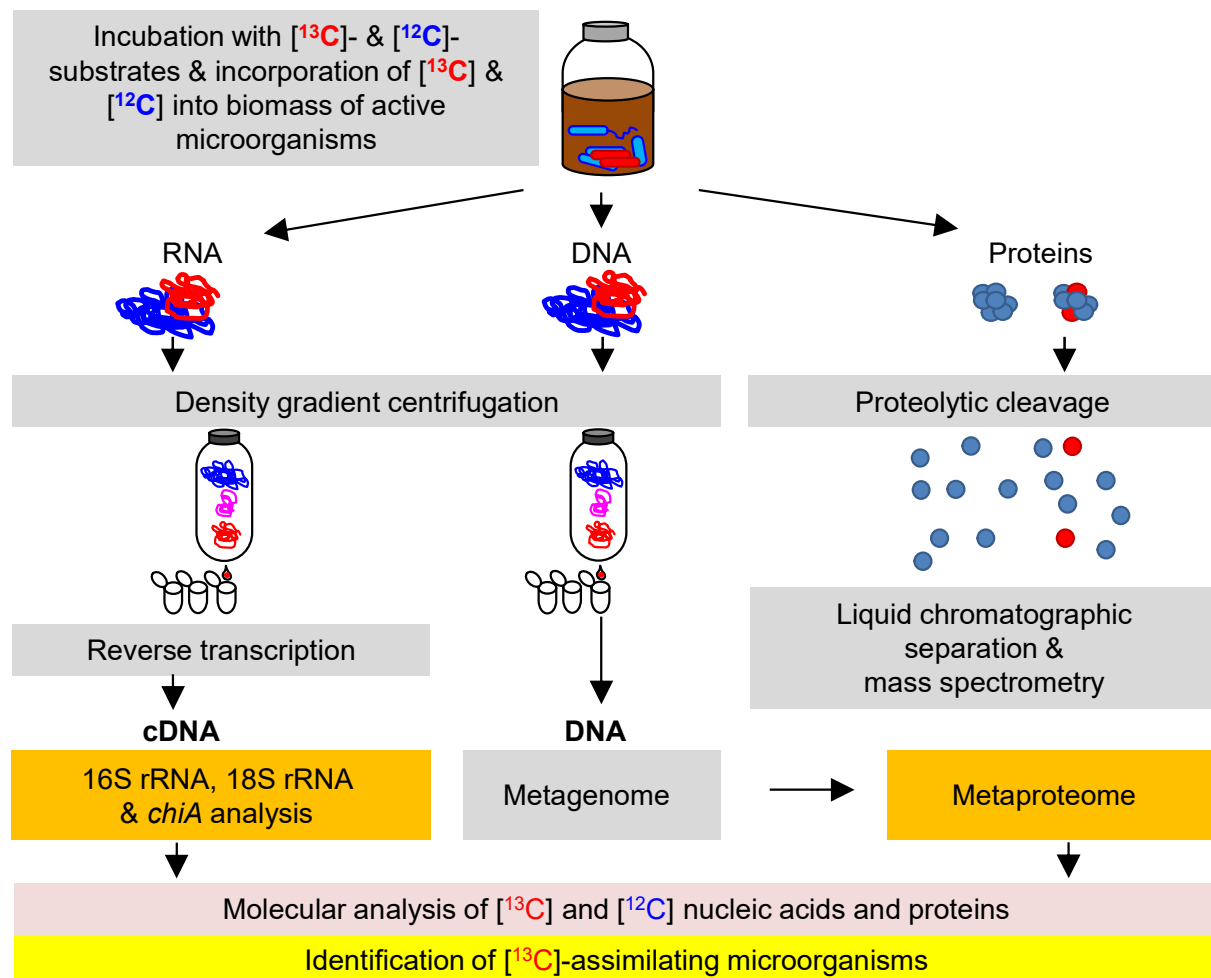 Incubation with [¹³C]- & [¹²C]-
substrates & incorporation of [¹³C] &
[¹²C] into biomass of active
microorganisms
RNA
DNA
Proteins
Density gradient centrifugation
Proteolytic cleavage
Reverse transcription
Liquid chromatographic
separation &
mass spectrometry
cDNA
DNA
16S rRNA, 18S rRNA
& chiA analysis
Metagenome
Metaproteome
Molecular analysis of [¹³C] and [¹²C] nucleic acids and proteins
Identification of [¹³C]-assimilating microorganisms